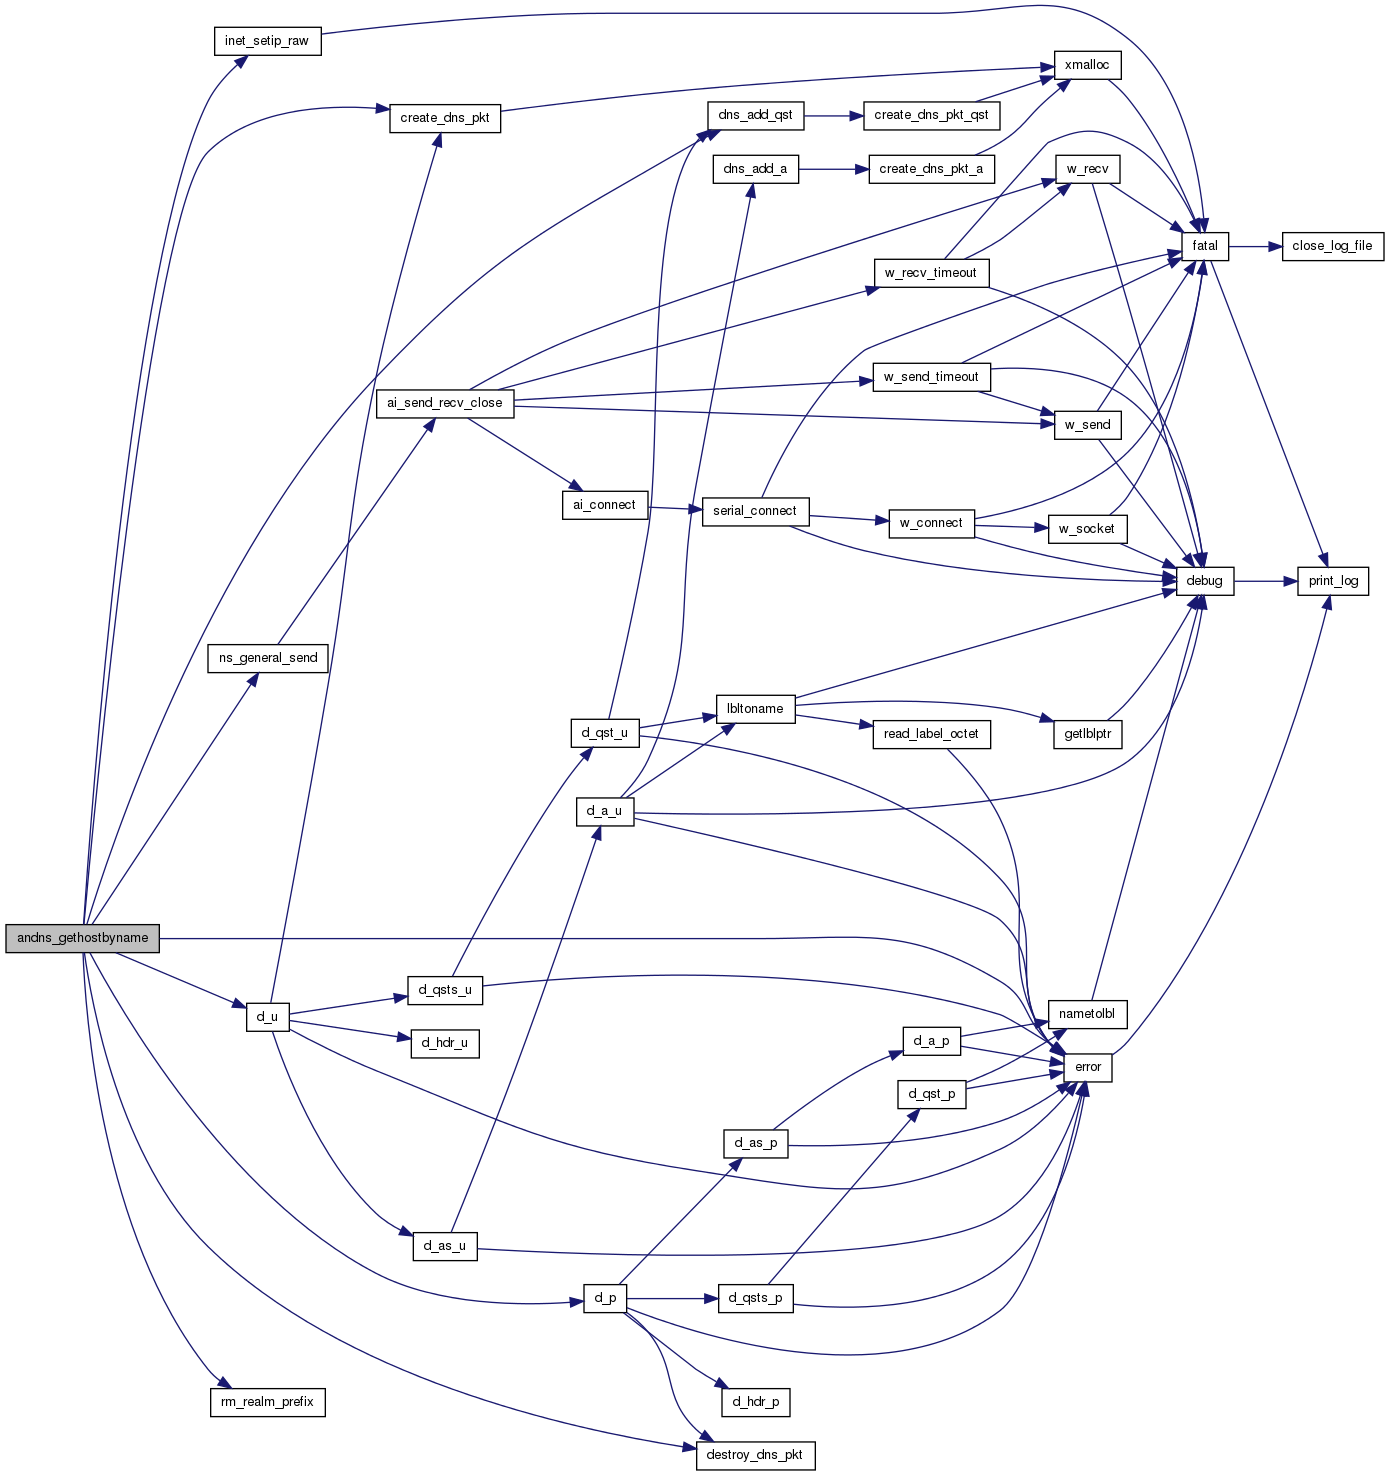 inet_setip_raw
xmalloc
create_dns_pkt
dns_add_qst
create_dns_pkt_qst
dns_add_a
create_dns_pkt_a
w_recv
fatal
close_log_file
w_recv_timeout
w_send_timeout
ai_send_recv_close
w_send
ai_connect
serial_connect
w_connect
w_socket
debug
print_log
ns_general_send
lbltoname
d_qst_u
read_label_octet
getlblptr
d_a_u
andns_gethostbyname
d_qsts_u
d_u
nametolbl
d_hdr_u
d_a_p
error
d_qst_p
d_as_p
d_as_u
d_p
d_qsts_p
rm_realm_prefix
d_hdr_p
destroy_dns_pkt